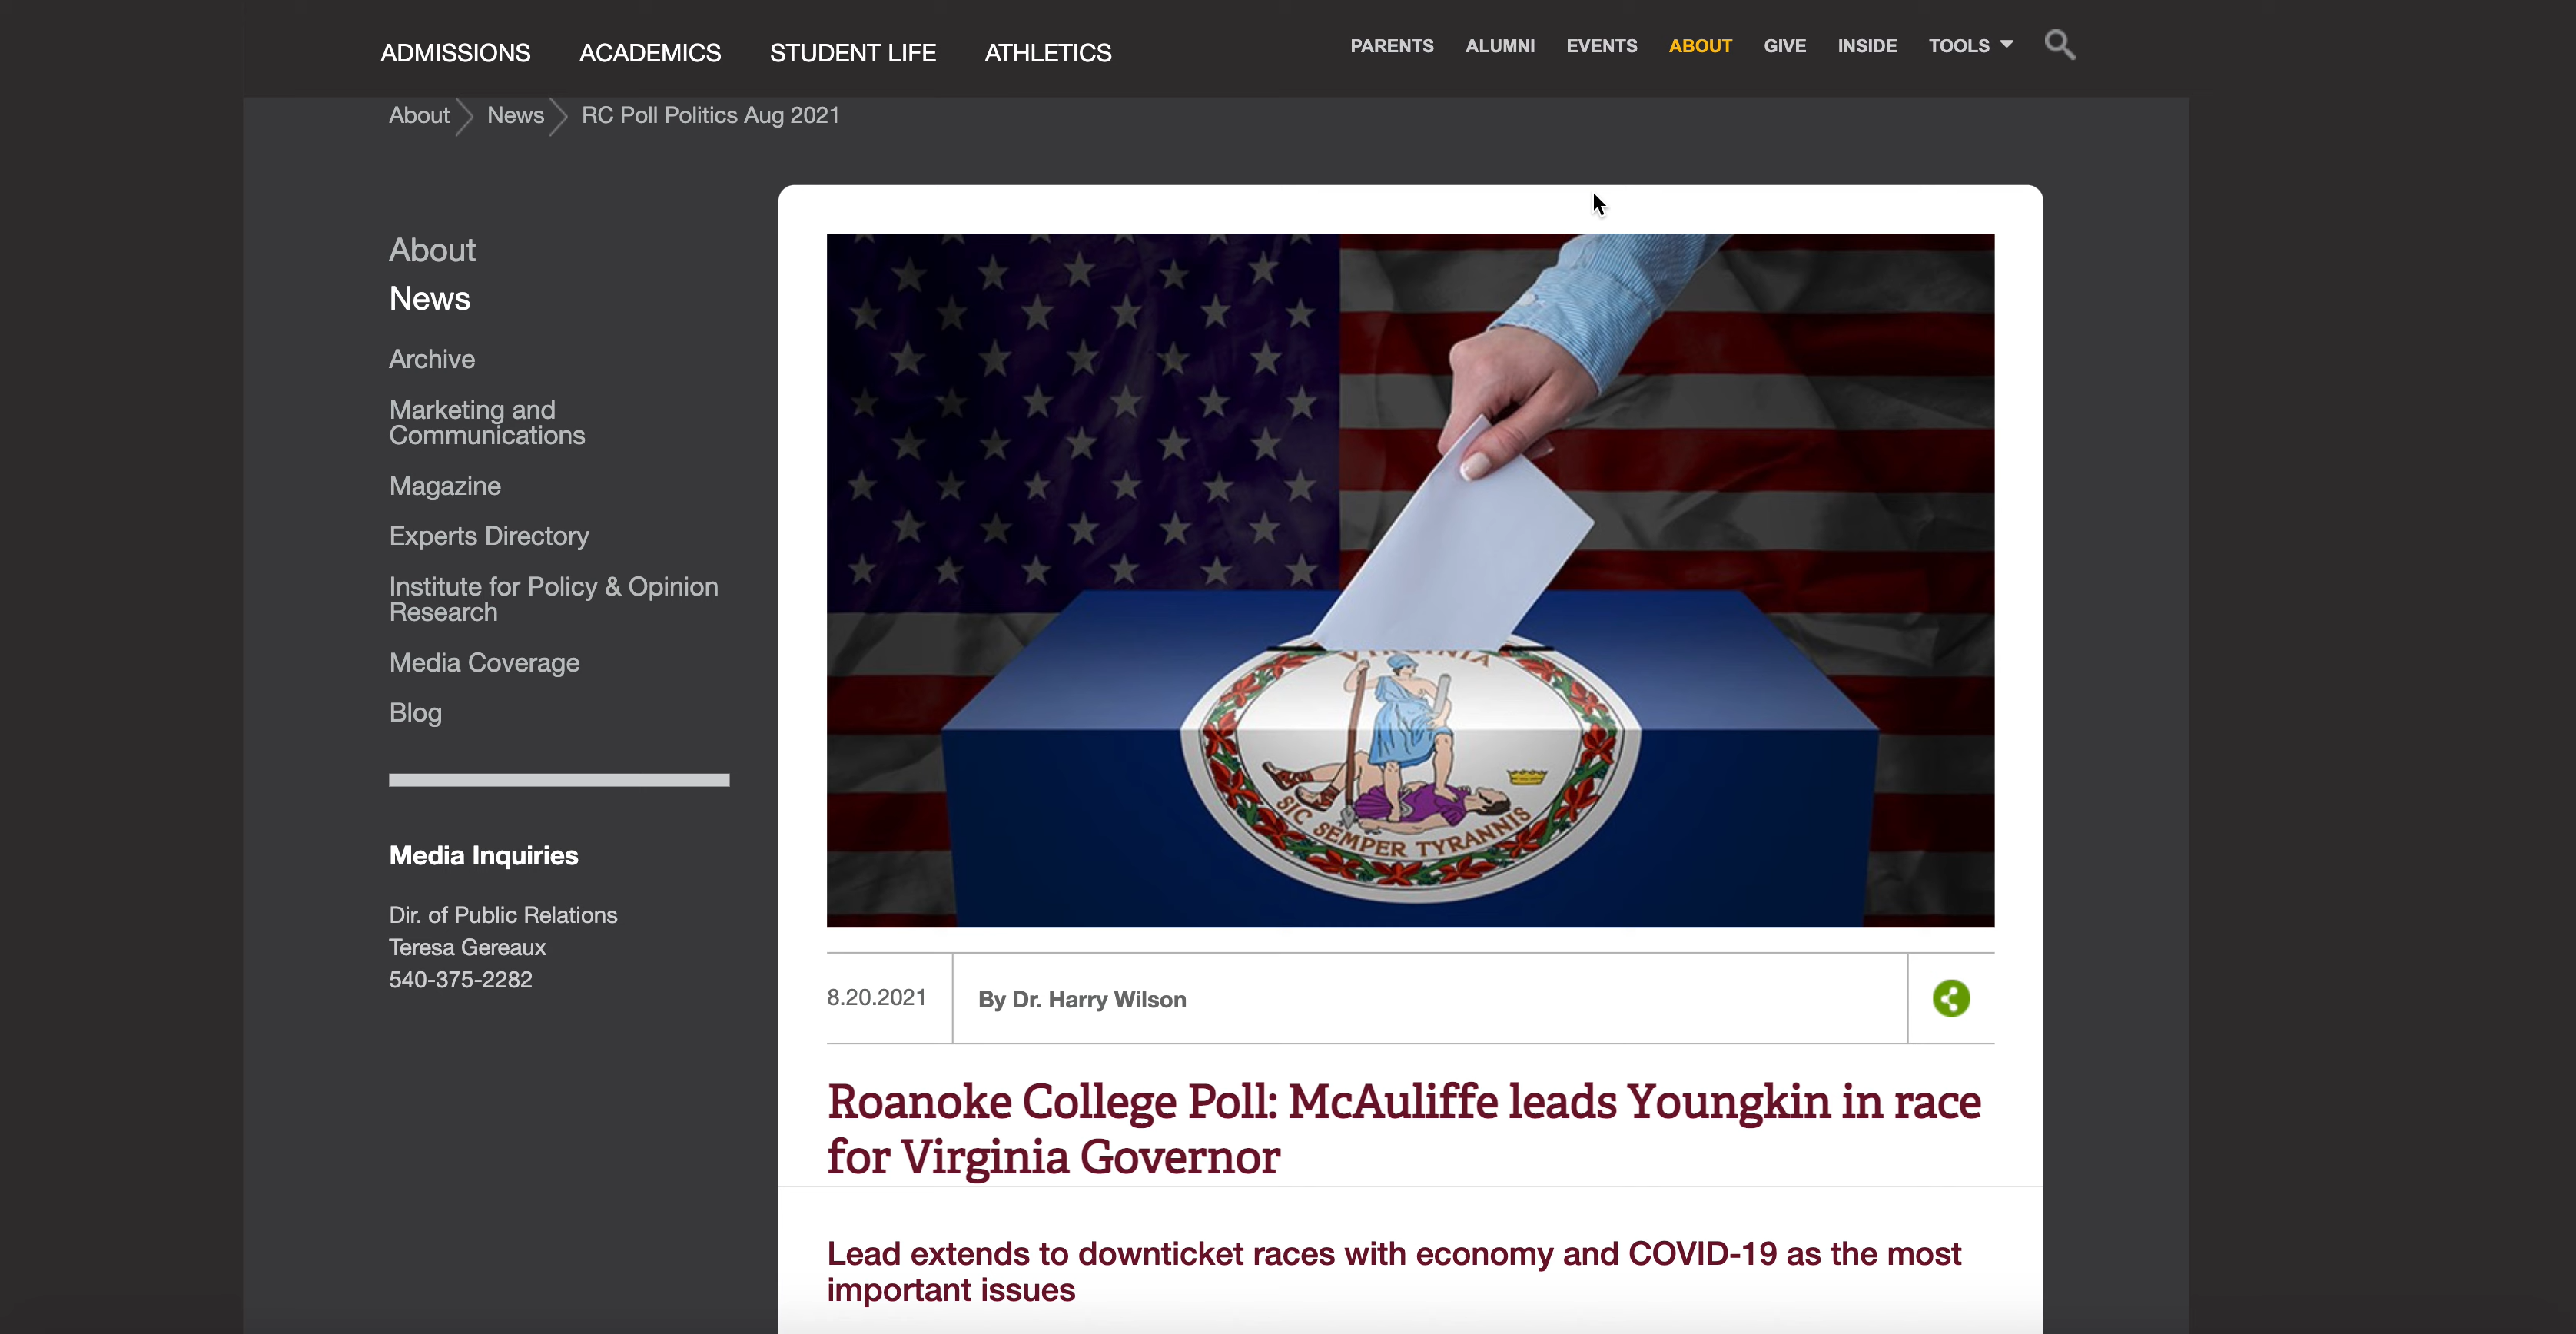 ADMISSIONS ACADEMICS STUDENT LIFE ATHLETICS
PARENTS ALUMNI EVENTS ABOUT GIVE INSIDE TOOLS
About News RC Poll Politics Aug 2021
About
News
Archive
Marketing and
Communications
Magazine
Experts Directory
Institute for Policy & Opinion
Research
Media Coverage
Blog
Media Inquiries
Dir. of Public Relations
Teresa Gereaux
540-375-2282
VIRGINIA
SIC SEMPER TYRANNIS
8.20.2021
By Dr. Harry Wilson
Roanoke College Poll: McAuliffe leads Youngkin in race
for Virginia Governor
Lead extends to downticket races with economy and COVID-19 as the most
important issues